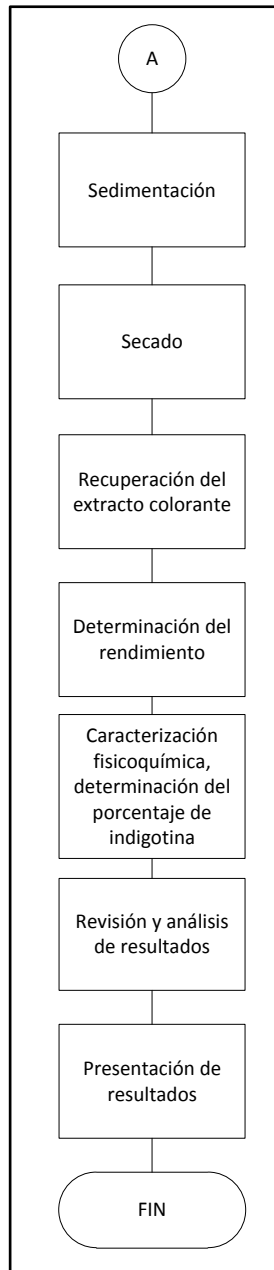 A
Sedimentación
Secado
Recuperación del
extracto colorante
Determinación del
rendimiento
Caracterización
fisicoquímica,
determinación del
porcentaje de
indigotina
Revisión y análisis
de resultados
Presentación de
resultados
FIN